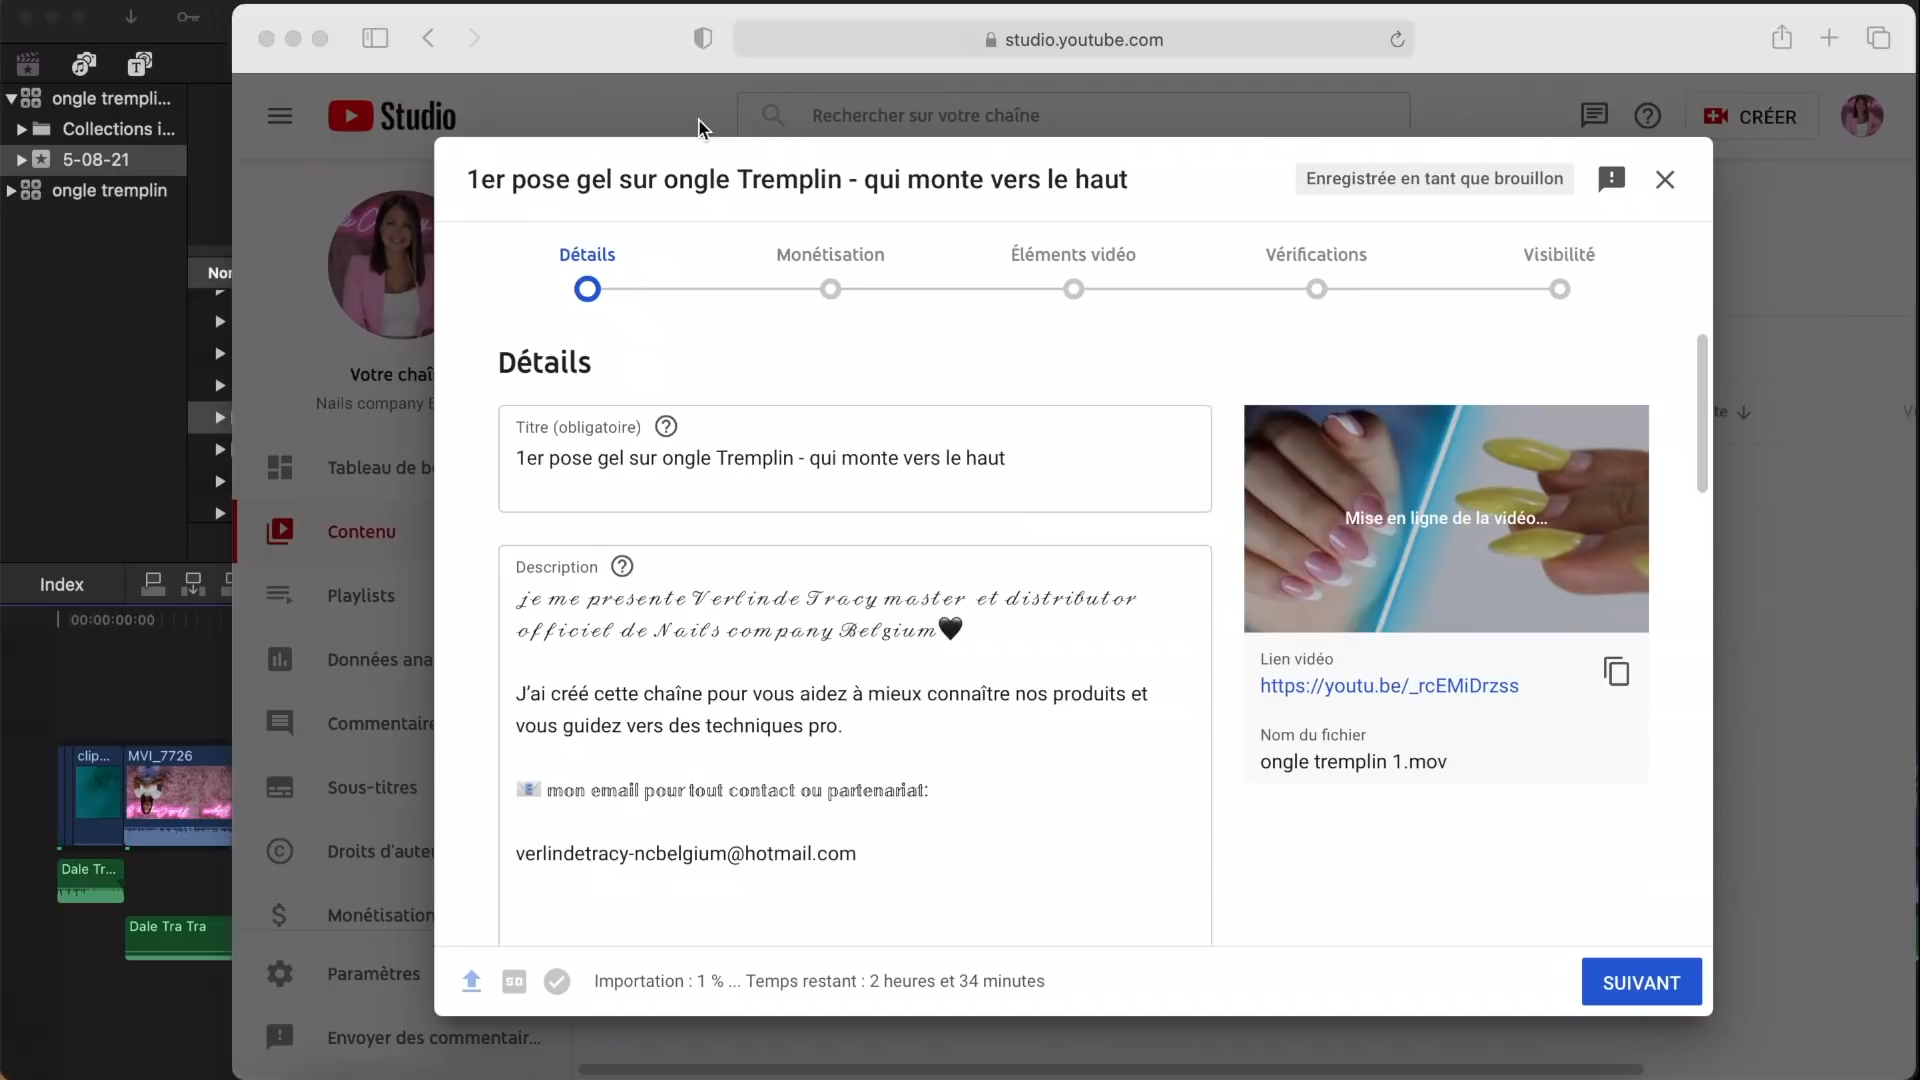 studio.youtube.com
ongle trempli...
Collections i...
5-08-21
ongle tremplin
Index
00:00:00:00
clip...
MVI_7726
Dale Tr...
Dale Tra Tra
Studio
Rechercher sur votre chaîne
CRÉER
Nails company
Tableau de b
Contenu
Playlists
Données ana
Commentaire
Sous-titres
Droits d'aute
Monétisation
Paramètres
Envoyer des commentair...
1er pose gel sur ongle Tremplin - qui monte vers le haut
Enregistrée en tant que brouillon
Détails
Monétisation
Éléments vidéo
Vérifications
Visibilité
Détails
Titre (obligatoire)
1er pose gel sur ongle Tremplin - qui monte vers le haut
Description
je me presente Verlinde Tracy master et distributor
officiel de Nails company Belgium🖤
J'ai créé cette chaîne pour vous aidez à mieux connaître nos produits et
vous guidez vers des techniques pro.
📧 mon email pour tout contact ou partenariat:
verlindetracy-ncbelgium@hotmail.com
Mise en ligne de la vidéo...
Lien vidéo
https://youtu.be/_rcEMiDrzss
Nom du fichier
ongle tremplin 1.mov
SD
Importation : 1 % ... Temps restant : 2 heures et 34 minutes
SUIVANT